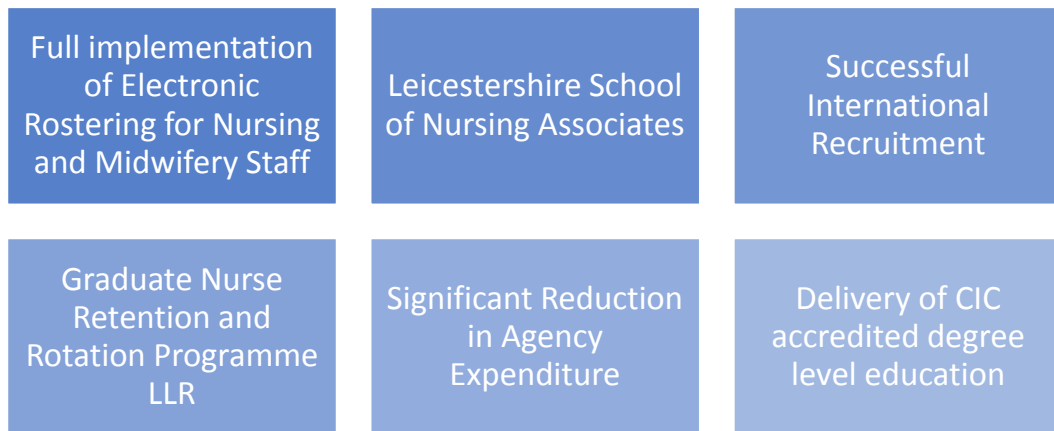 Full implementation
of Electronic
Rostering for Nursing
and Midwifery Staff
Leicestershire School
of Nursing Associates
Successful
International
Recruitment
Graduate Nurse
Retention and
Rotation Programme
LLR
Significant Reduction
in Agency
Expenditure
Delivery of CIC
accredited degree
level education